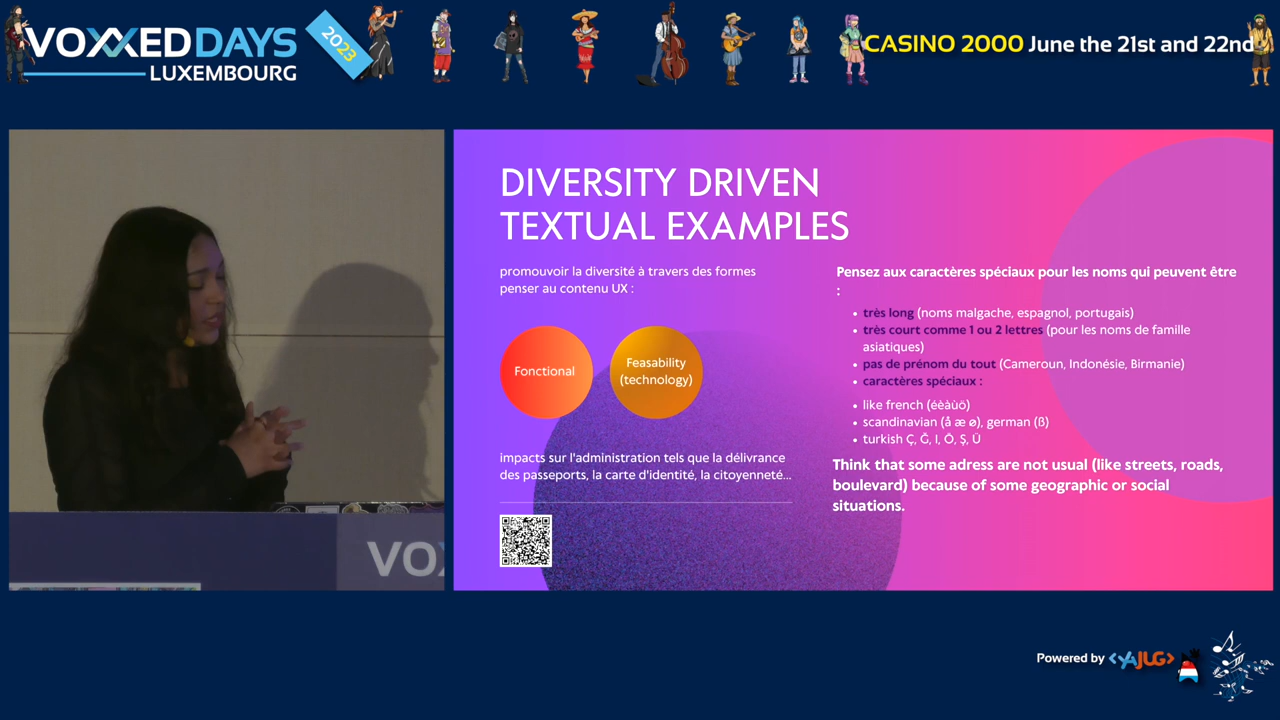 VOXXEDDAYS
LUXEMBOURG
2023
CASINO 2000 June the 21st and 22nd
DIVERSITY DRIVEN
TEXTUAL EXAMPLES
promouvoir la diversité à travers des formes
penser au contenu UX :
Fonctional
Feasability
(technology)
impacts sur l'administration tels que la délivrance
des passeports, la carte d'identité, la citoyenneté...
Pensez aux caractères spéciaux pour les noms qui peuvent être
:
• très long (noms malgache, espagnol, portugais)
• très court comme 1 ou 2 lettres (pour les noms de famille
asiatiques)
• pas de prénom du tout (Cameroun, Indonésie, Birmanie)
• caractères spéciaux :
• like french (éèàùö)
• scandinavian (å æ ø), german (ß)
• turkish Ç, Ğ, I, Ö, Ş, Ü
Think that some adress are not usual (like streets, roads,
boulevard) because of some geographic or social
situations.
VOX
Powered by <YAJUG>